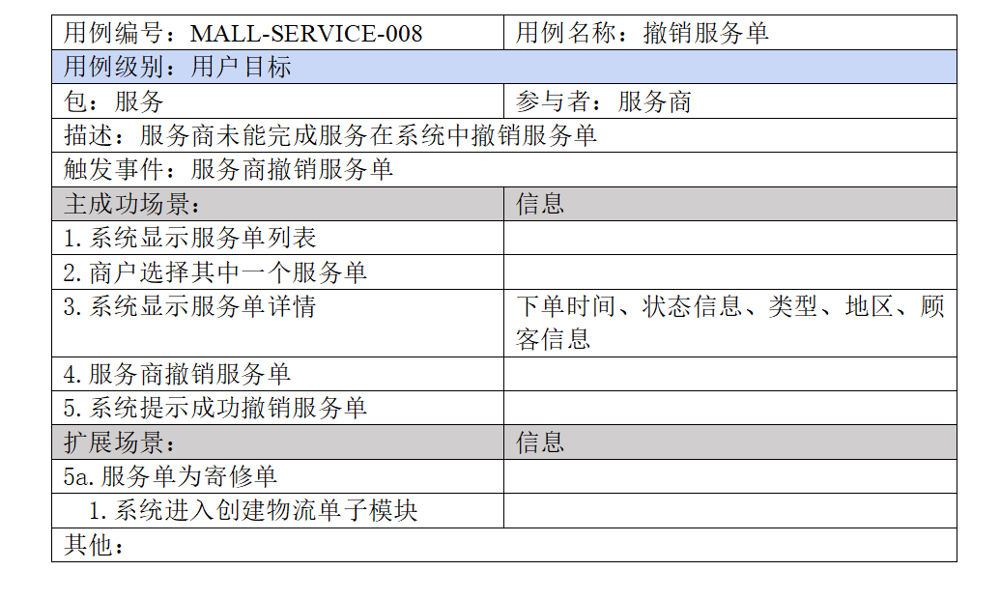 用例编号：MALL-SERVICE-008 用例名称：撤销服务单
用例级别：用户目标
包：服务 参与者：服务商
描述：服务商未能完成服务在系统中撤销服务单
触发事件：服务商撤销服务单
主成功场景： 信息
1.系统显示服务单列表
2.商户选择其中一个服务单
3.系统显示服务单详情 下单时间、状态信息、类型、地区、顾
客信息
4.服务商撤销服务单
5.系统提示成功撤销服务单
扩展场景： 信息
5a.服务单为寄修单
1.系统进入创建物流单子模块
其他：